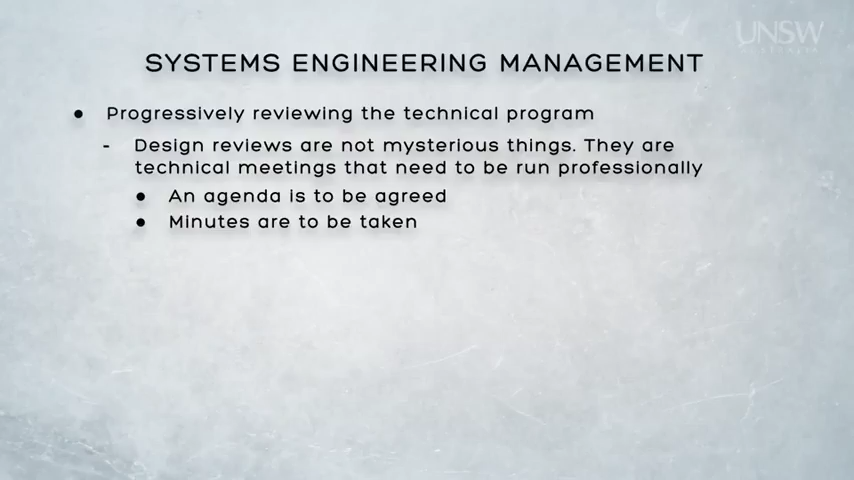 UNSW
AUSTRALIA
SYSTEMS ENGINEERING MANAGEMENT
● Progressively reviewing the technical program
- Design reviews are not mysterious things. They are
technical meetings that need to be run professionally
● An agenda is to be agreed
● Minutes are to be taken